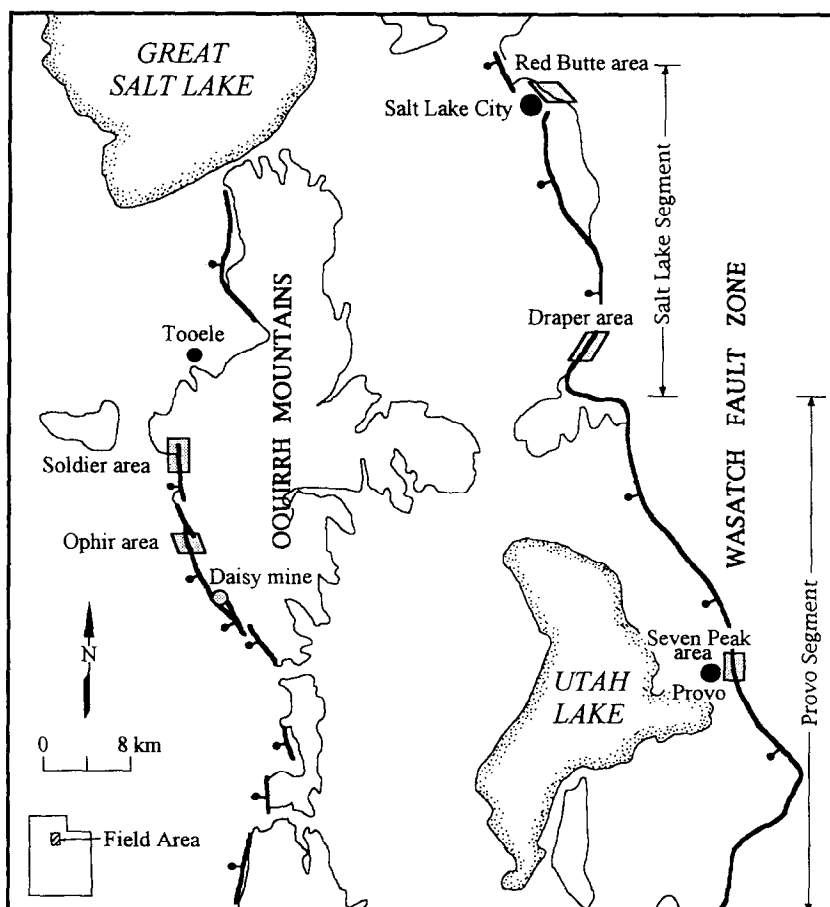 GREAT
SALT LAKE
Red Butte area
Salt Lake City
Salt Lake Segment
Tooele
OQUIRRH MOUNTAINS
Draper area
WASATCH FAULT ZONE
Soldier area
Ophir area
Daisy mine
N
Seven Peak
area
Provo
UTAH
LAKE
Provo Segment
0 8 km
Field Area